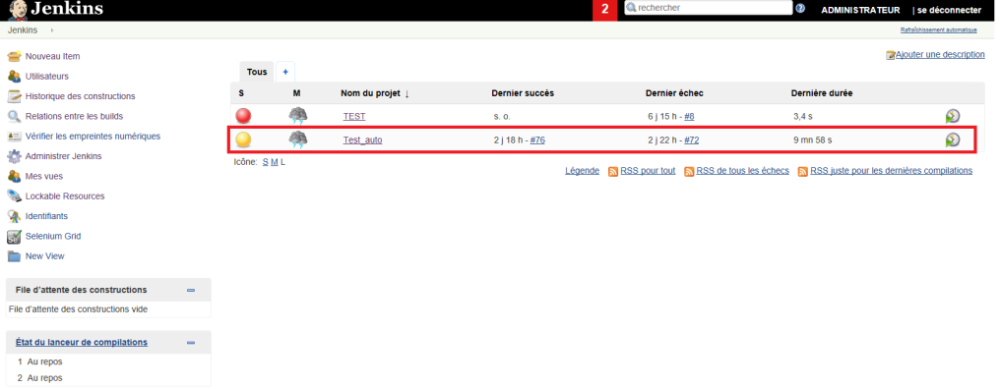 Jenkins
2
rechercher
ADMINISTRATEUR | se déconnecter
Jenkins
Rafraîchissement automatique
Nouveau Item
Utilisateurs
Historique des constructions
Relations entre les builds
Vérifier les empreintes numériques
Administrer Jenkins
Mes vues
Lockable Resources
Identifiants
Selenium Grid
New View
File d'attente des constructions
File d'attente des constructions vide
État du lanceur de compilations
1 Au repos
2 Au repos
Ajouter une description
Tous +
S M Nom du projet ↓ Dernier succès Dernier échec Dernière durée
TEST s. o. 6 j 15 h - #8 3,4 s
Test_auto 2 j 18 h - #76 2 j 22 h - #72 9 mn 58 s
Icône: S M L
Légende RSS pour tout RSS de tous les échecs RSS juste pour les dernières compilations